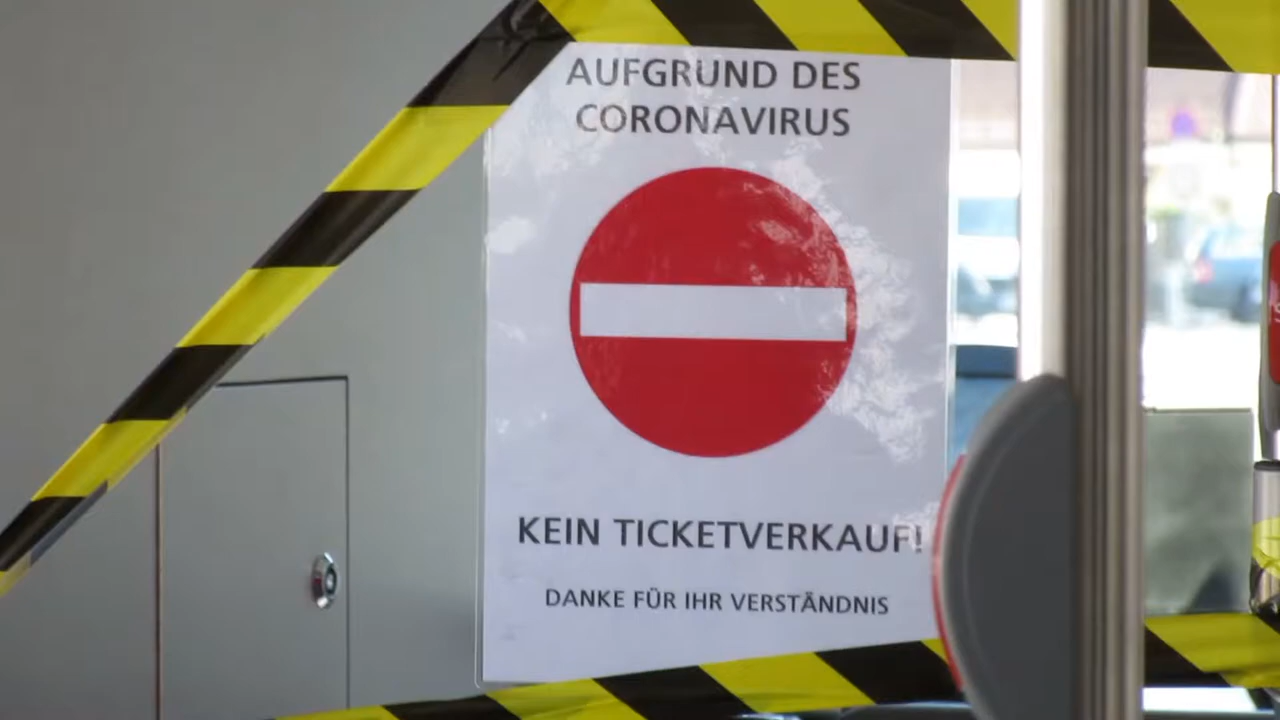 AUFGRUND DES
CORONAVIRUS
KEIN TICKETVERKAUF!
DANKE FÜR IHR VERSTÄNDNIS